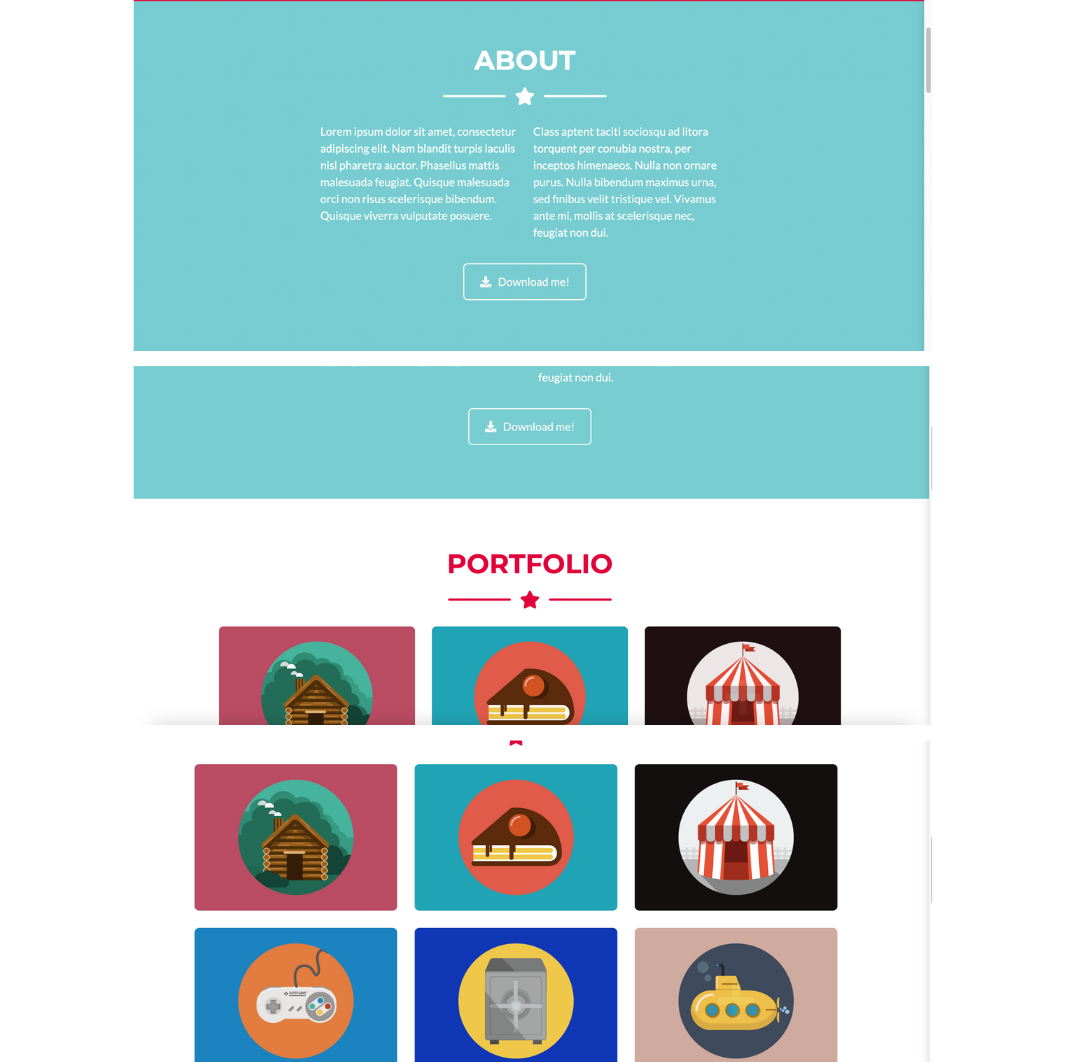 ABOUT
Lorem ipsum dolor sit amet, consectetur
adipiscing elit. Nam blandit turpis iaculis
nisl pharetra auctor. Phasellus mattis
malesuada feugiat. Quisque malesuada
orci non risus scelerisque bibendum.
Quisque viverra vulputate posuere.
Class aptent taciti sociosqu ad litora
torquent per conubia nostra, per
inceptos himenaeos. Nulla non ornare
purus. Nulla bibendum maximus urna,
sed finibus velit tristique vel. Vivamus
ante mi, mollis at scelerisque nec,
feugiat non dui.
Download me!
feugiat non dui.
Download me!
PORTFOLIO